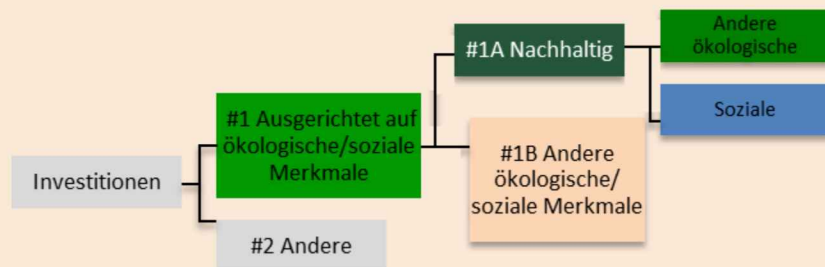 Investitionen
#1 Ausgerichtet auf
ökologische/soziale
Merkmale
#2 Andere
#1A Nachhaltig
#1B Andere
ökologische/
soziale Merkmale
Andere
ökologische
Soziale